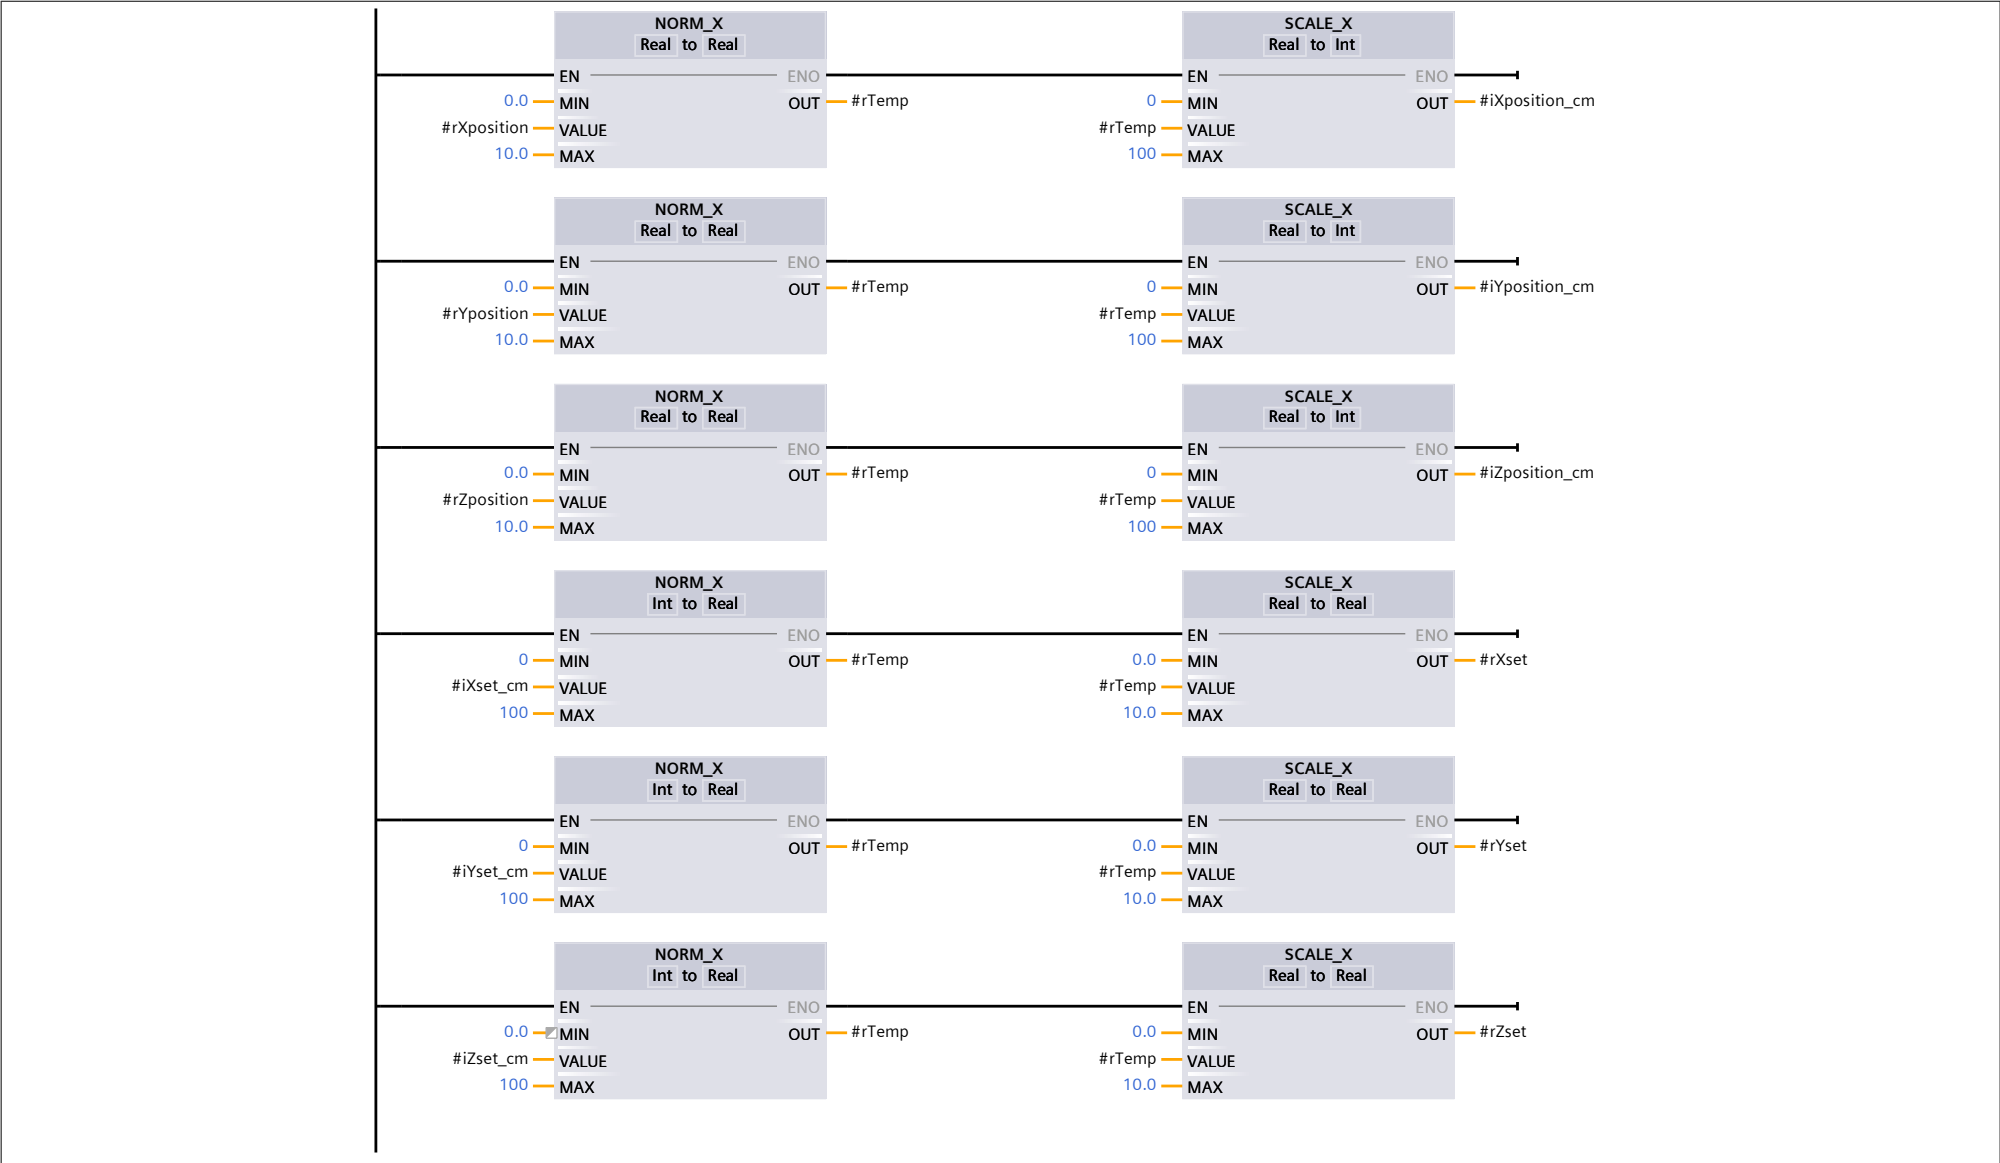 NORM_X SCALE_X
Real to Real Real to Int
EN ENO EN ENO
0.0 MIN OUT #rTemp 0 MIN OUT #iXposition_cm
#rXposition VALUE #rTemp VALUE
10.0 MAX 100 MAX
NORM_X SCALE_X
Real to Real Real to Int
EN ENO EN ENO
0.0 MIN OUT #rTemp 0 MIN OUT #iYposition_cm
#rYposition VALUE #rTemp VALUE
10.0 MAX 100 MAX
NORM_X SCALE_X
Real to Real Real to Int
EN ENO EN ENO
0.0 MIN OUT #rTemp 0 MIN OUT #iZposition_cm
#rZposition VALUE #rTemp VALUE
10.0 MAX 100 MAX
NORM_X SCALE_X
Int to Real Real to Real
EN ENO EN ENO
0 MIN OUT #rTemp 0.0 MIN OUT #rXset
#iXset_cm VALUE #rTemp VALUE
100 MAX 10.0 MAX
NORM_X SCALE_X
Int to Real Real to Real
EN ENO EN ENO
0 MIN OUT #rTemp 0.0 MIN OUT #rYset
#iYset_cm VALUE #rTemp VALUE
100 MAX 10.0 MAX
NORM_X SCALE_X
Int to Real Real to Real
EN ENO EN ENO
0.0 MIN OUT #rTemp 0.0 MIN OUT #rZset
#iZset_cm VALUE #rTemp VALUE
100 MAX 10.0 MAX